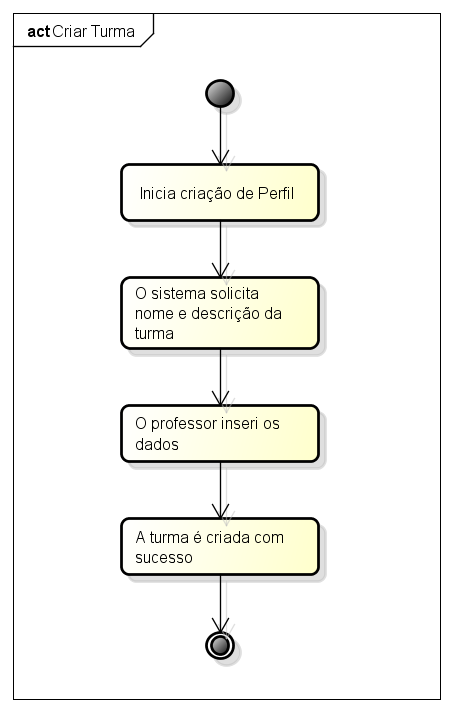 act Criar Turma
Inicia criação de Perfil
O sistema solicita
nome e descrição da
turma
O professor inseri os
dados
A turma é criada com
sucesso